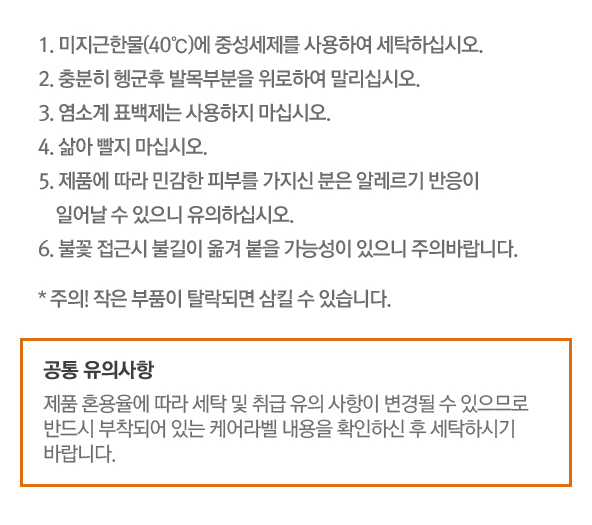 1. 미지근한물(40℃)에 중성세제를 사용하여 세탁하십시오.
2. 충분히 헹군후 발목부분을 위로하여 말리십시오.
3. 염소계 표백제는 사용하지 마십시오.
4. 삶아 빨지 마십시오.
5. 제품에 따라 민감한 피부를 가지신 분은 알레르기 반응이
일어날 수 있으니 유의하십시오.
6. 불꽃 접근시 불길이 옮겨 붙을 가능성이 있으니 주의바랍니다.
* 주의! 작은 부품이 탈락되면 삼킬 수 있습니다.
공통 유의사항
제품 혼용율에 따라 세탁 및 취급 유의 사항이 변경될 수 있으므로
반드시 부착되어 있는 케어라벨 내용을 확인하신 후 세탁하시기
바랍니다.